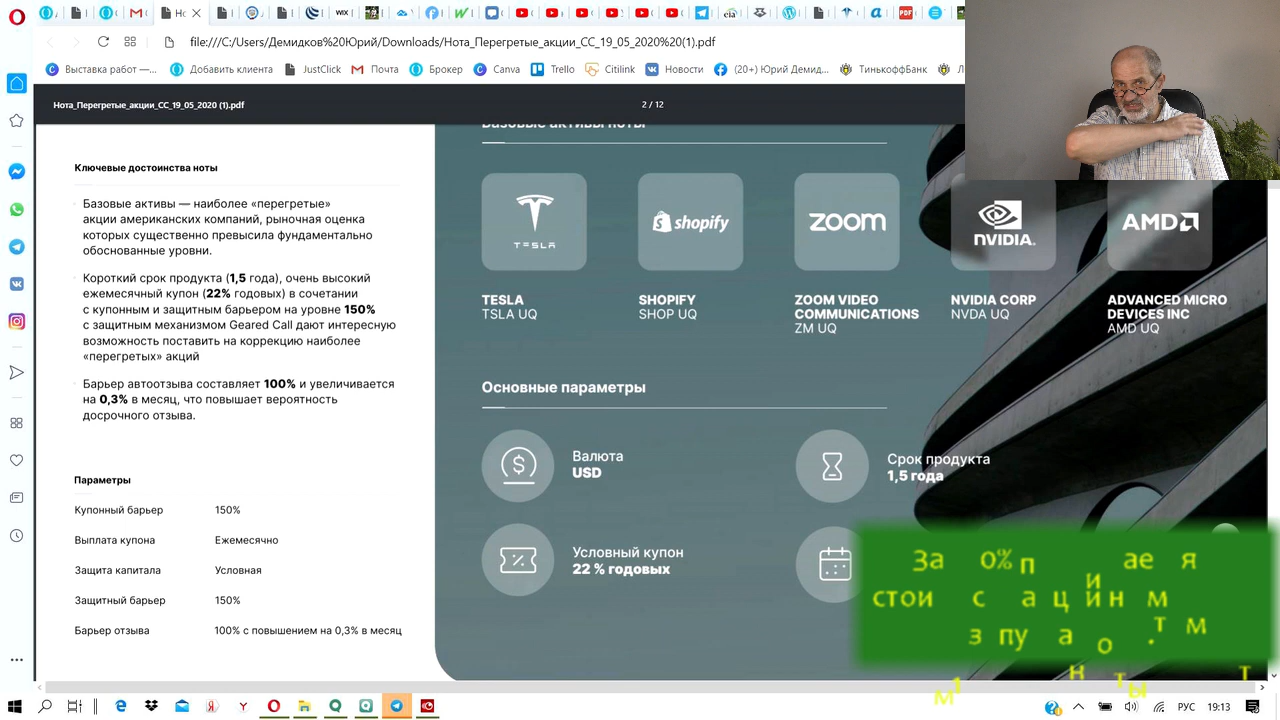 WIX
eia
PDF
file:///C:/Users/Демидков%20Юрий/Downloads/Нота_Перегретые_акции_СС_19_05_2020%20(1).pdf
Выставка работ —...
Добавить клиента
JustClick
Почта
Брокер
Canva
Trello
Citilink
Новости
(20+) Юрий Демид...
ТинькоффБанк
Нота_Перегретые_акции_СС_19_05_2020 (1).pdf
2 / 12
Ключевые достоинства ноты
Базовые активы — наиболее «перегретые»
акции американских компаний, рыночная оценка
которых существенно превысила фундаментально
обоснованные уровни.
Короткий срок продукта (1,5 года), очень высокий
ежемесячный купон (22% годовых) в сочетании
с купонным и защитным барьером на уровне 150%
с защитным механизмом Geared Call дают интересную
возможность поставить на коррекцию наиболее
«перегретых» акций
Барьер автоотзыва составляет 100% и увеличивается
на 0,3% в месяц, что повышает вероятность
досрочного отзыва.
Параметры
Купонный барьер 150%
Выплата купона Ежемесячно
Защита капитала Условная
Защитный барьер 150%
Барьер отзыва 100% с повышением на 0,3% в месяц
Базовые активы ноты
TESLA
shopify
ZOOM
NVIDIA.
AMD
TESLA
TSLA UQ
SHOPIFY
SHOP UQ
ZOOM VIDEO
COMMUNICATIONS
ZM UQ
NVIDIA CORP
NVDA UQ
ADVANCED MICRO
DEVICES INC
AMD UQ
Основные параметры
Валюта
USD
Срок продукта
1,5 года
Условный купон
22 % годовых
РУС
19:13